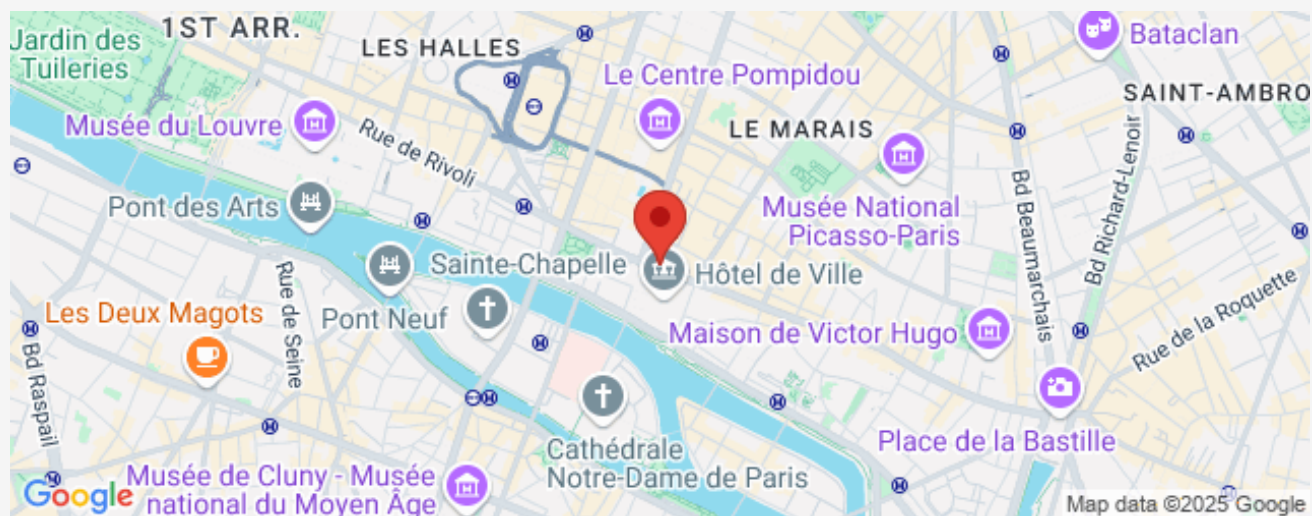 1ST ARR.
Jardin des
Tuileries
LES HALLES
Bataclan
Le Centre Pompidou
SAINT-AMBRO
Musée du Louvre
Rue de Rivoli
LE MARAIS
Bd Richard-Lenoir
Pont des Arts
Musée National
Picasso-Paris
Bd Beaumarchais
Sainte-Chapelle
Hôtel de Ville
Rue de Seine
Les Deux Magots
Pont Neuf
Maison de Victor Hugo
Rue de la Roquette
Bd Raspail
Place de la Bastille
Cathédrale
Notre-Dame de Paris
Musée de Cluny - Musée
national du Moyen Âge
Google
Map data ©2025 Google